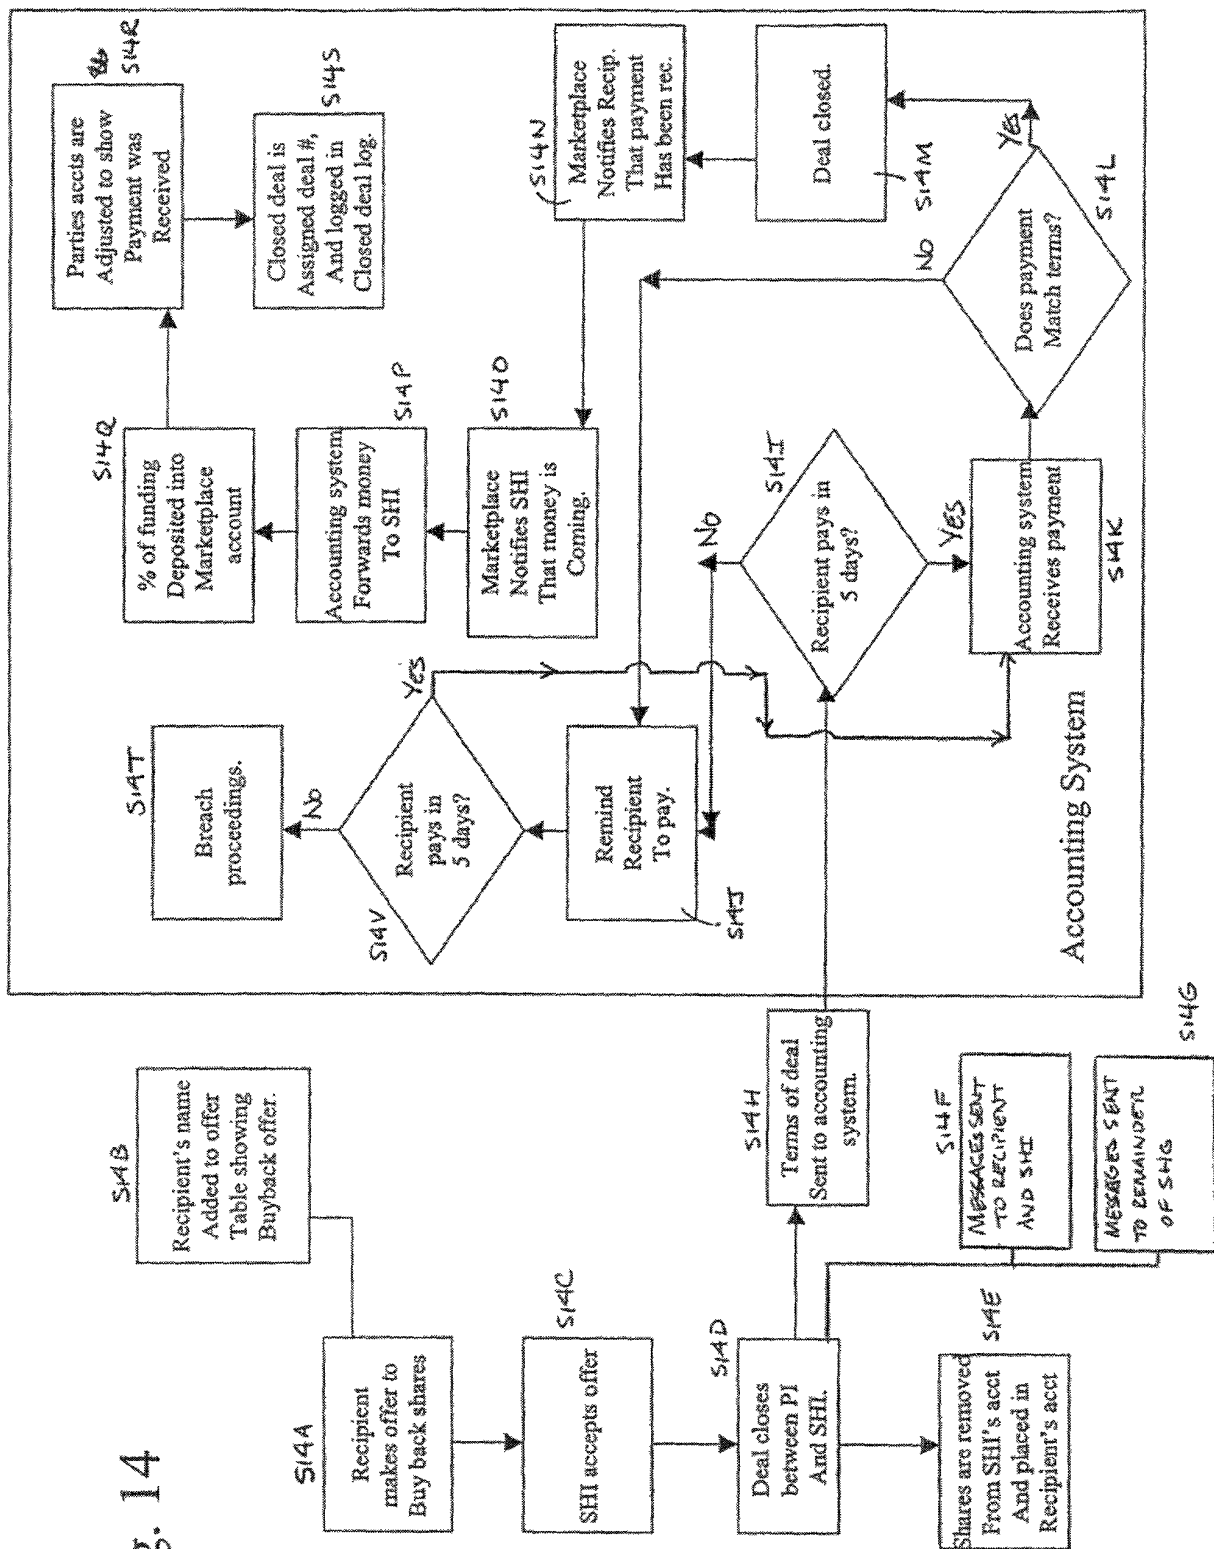 g. 14
S14A
Recipient
makes offer to
Buy back shares
S14B
Recipient's name
Added to offer
Table showing
Buyback offer.
S14C
SHI accepts offer
S14D
Deal closes
between PI
And SHI.
S14E
Shares are removed
From SHI's acct
And placed in
Recipient's acct
S14F
MESSAGES SENT
TO RECIPIENT
AND SHI
S14G
MESSAGES SENT
TO REMAINDER
OF SHG
S14H
Terms of deal
Sent to accounting
system.
Accounting System
S14T
Breach
proceedings.
No
S14V
Recipient
pays in
5 days?
YES
Remind
Recipient
To pay.
S14J
S14I
Recipient pays in
5 days?
No
YES
Accounting system
Receives payment
S14K
S14L
Does payment
Match terms?
No
YES
Deal closed.
S14M
S14N
Marketplace
Notifies Recip.
That payment
Has been rec.
S14O
Marketplace
Notifies SHI
That money is
Coming.
S14P
Accounting system
Forwards money
To SHI
S14Q
% of funding
Deposited into
Marketplace
account
S14R
Parties accts are
Adjusted to show
Payment was
Received
S14S
Closed deal is
Assigned deal #,
And logged in
Closed deal log.